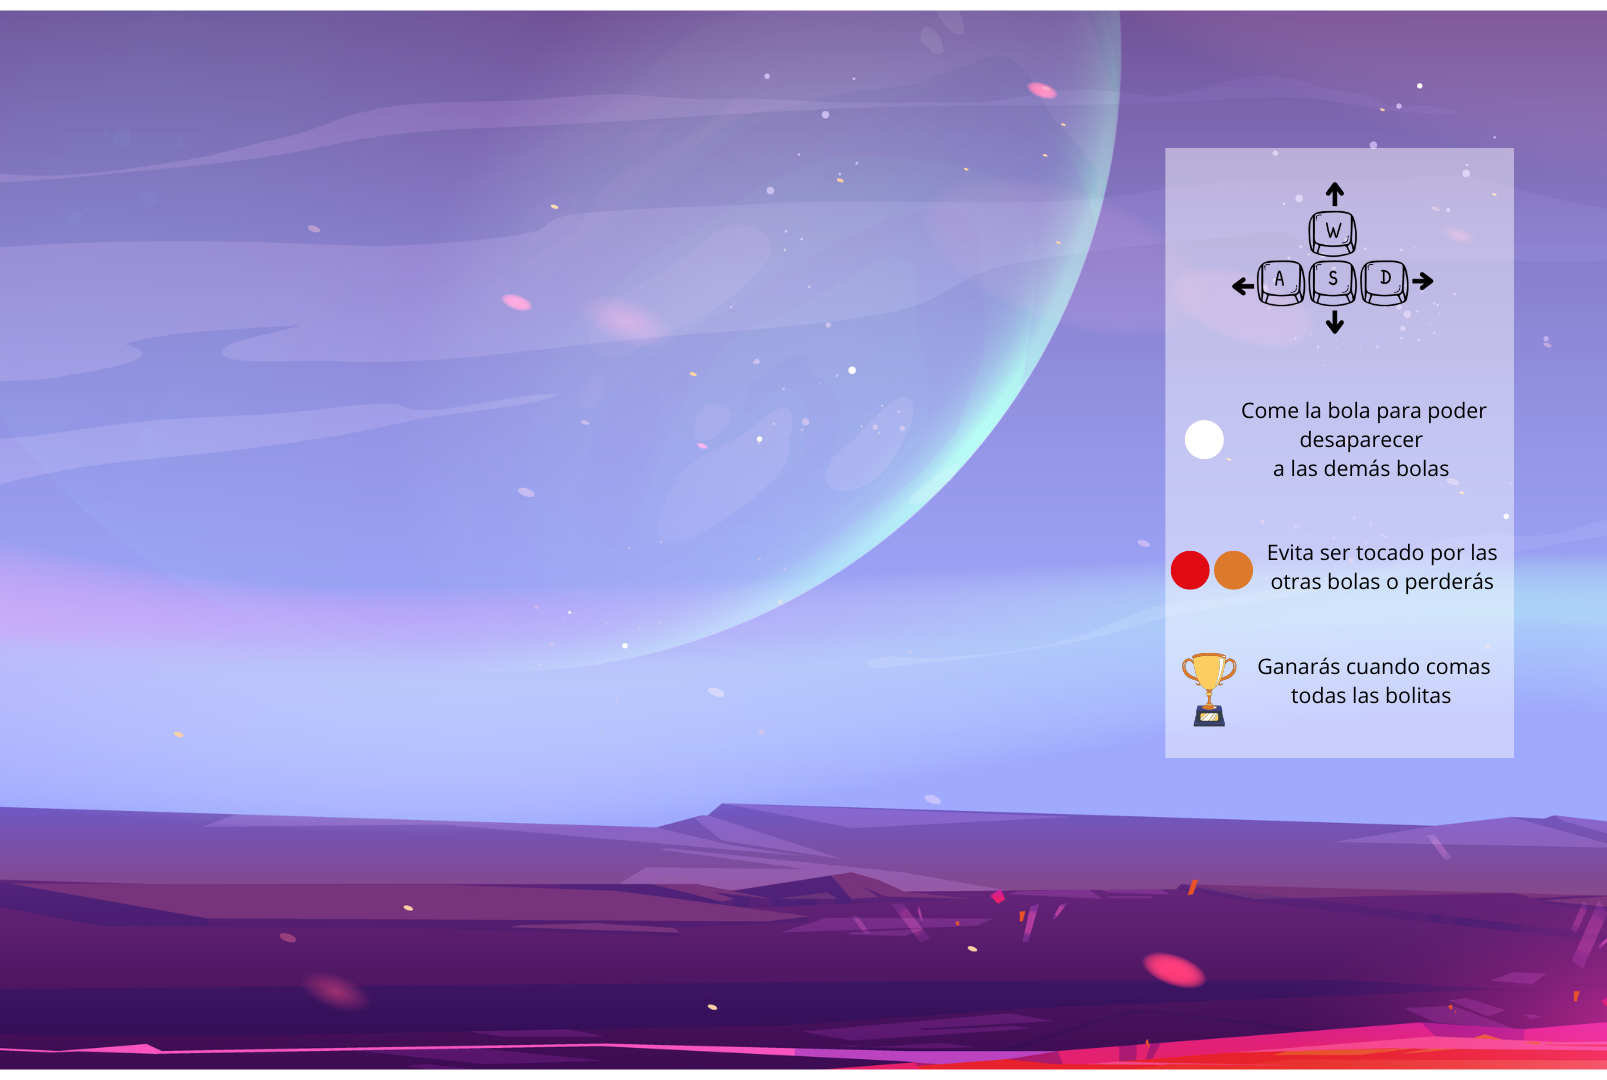 W
A S D
Come la bola para poder
desaparecer
a las demás bolas
Evita ser tocado por las
otras bolas o perderás
Ganarás cuando comas
todas las bolitas